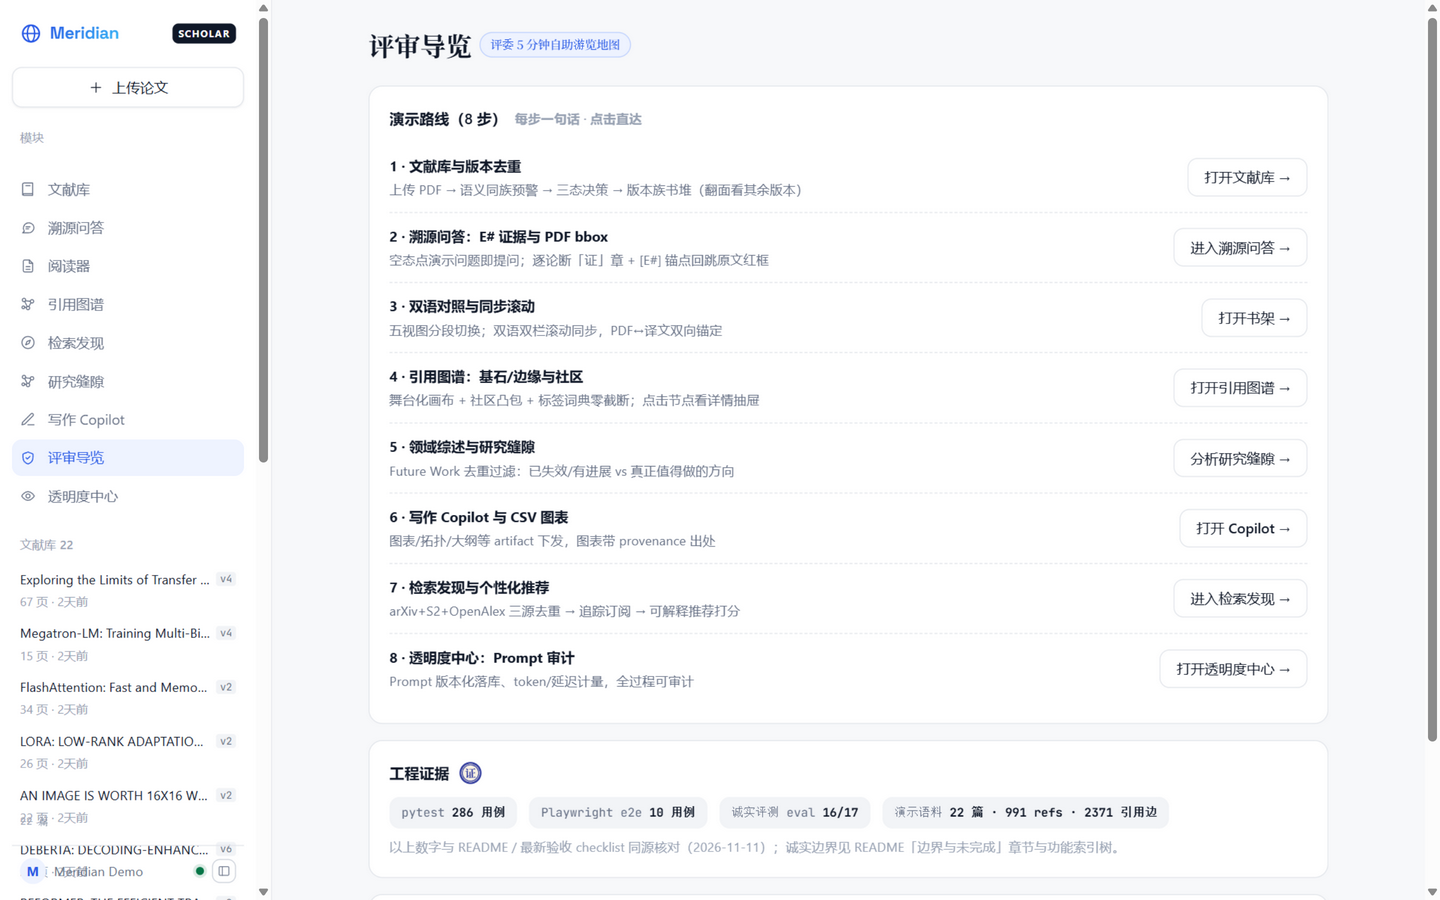 Meridian
SCHOLAR
+ 上传论文
模块
文献库
溯源问答
阅读器
引用图谱
检索发现
研究缝隙
写作 Copilot
评审导览
透明度中心
文献库 22
Exploring the Limits of Transfer ... v4
67 页 · 2天前
Megatron-LM: Training Multi-Bi... v4
15 页 · 2天前
FlashAttention: Fast and Memo... v2
34 页 · 2天前
LORA: LOW-RANK ADAPTATIO... v2
26 页 · 2天前
AN IMAGE IS WORTH 16X16 W... v2
22 页 · 2天前
DEBERTA: DECODING-ENHANC... v6
M Meridian Demo
评审导览 评委 5 分钟自助游览地图
演示路线（8 步） 每步一句话 · 点击直达
1 · 文献库与版本去重
上传 PDF → 语义同族预警 → 三态决策 → 版本族书堆（翻面看其余版本）
打开文献库 →
2 · 溯源问答：E# 证据与 PDF bbox
空态点演示问题即提问；逐论断「证」章 + [E#] 锚点回跳原文红框
进入溯源问答 →
3 · 双语对照与同步滚动
五视图分段切换；双语双栏滚动同步，PDF↔译文双向锚定
打开书架 →
4 · 引用图谱：基石/边缘与社区
舞台化画布 + 社区凸包 + 标签词典零截断；点击节点看详情抽屉
打开引用图谱 →
5 · 领域综述与研究缝隙
Future Work 去重过滤：已失效/有进展 vs 真正值得做的方向
分析研究缝隙 →
6 · 写作 Copilot 与 CSV 图表
图表/拓扑/大纲等 artifact 下发，图表带 provenance 出处
打开 Copilot →
7 · 检索发现与个性化推荐
arXiv+S2+OpenAlex 三源去重 → 追踪订阅 → 可解释推荐打分
进入检索发现 →
8 · 透明度中心：Prompt 审计
Prompt 版本化落库、token/延迟计量，全过程可审计
打开透明度中心 →
工程证据 证
pytest 286 用例
Playwright e2e 10 用例
诚实评测 eval 16/17
演示语料 22 篇 · 991 refs · 2371 引用边
以上数字与 README / 最新验收 checklist 同源核对（2026-11-11）；诚实边界见 README「边界与未完成」章节与功能索引树。